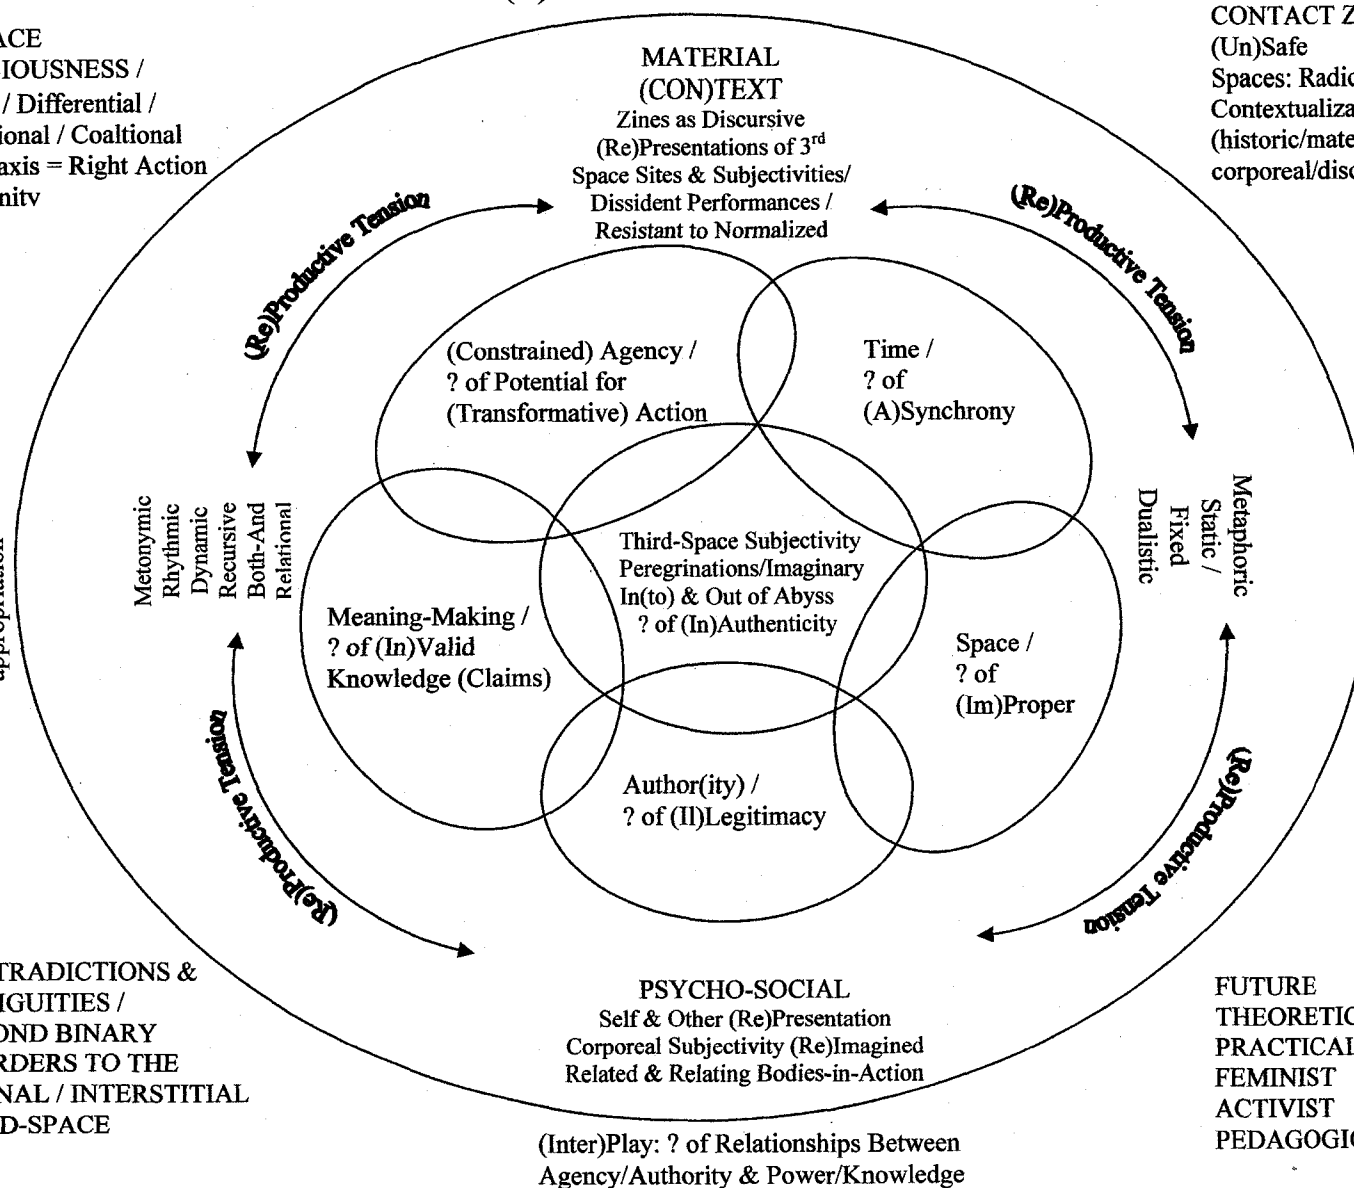 ACE
IOUSNESS /
/ Differential /
ional / Coaltional
axis = Right Action
nity
CONTACT Z
(Un)Safe
Spaces: Radic
Contextualiza
(historic/mate
corporeal/disc
MATERIAL
(CON)TEXT
Zines as Discursive
(Re)Presentations of 3rd
Space Sites & Subjectivities/
Dissident Performances /
Resistant to Normalized
(Re)Productive Tension
(Re)Productive Tension
(Constrained) Agency /
? of Potential for
(Transformative) Action
Time /
? of
(A)Synchrony
Metonymic
Rhythmic
Dynamic
Recursive
Both-And
Relational
Metaphoric
Static /
Fixed
Dualistic
appropriation
Third-Space Subjectivity
Peregrinations/Imaginary
In(to) & Out of Abyss
? of (In)Authenticity
Meaning-Making /
? of (In)Valid
Knowledge (Claims)
Space /
? of
(Im)Proper
Author(ity) /
? of (Il)Legitimacy
(Re)Productive Tension
(Re)Productive Tension
PSYCHO-SOCIAL
Self & Other (Re)Presentation
Corporeal Subjectivity (Re)Imagined
Related & Relating Bodies-in-Action
TRADICTIONS &
IGUITIES /
OND BINARY
RDERS TO THE
NAL / INTERSTITIAL
D-SPACE
FUTURE
THEORETIC
PRACTICAL
FEMINIST
ACTIVIST
PEDAGOGIC
(Inter)Play: ? of Relationships Between
Agency/Authority & Power/Knowledge